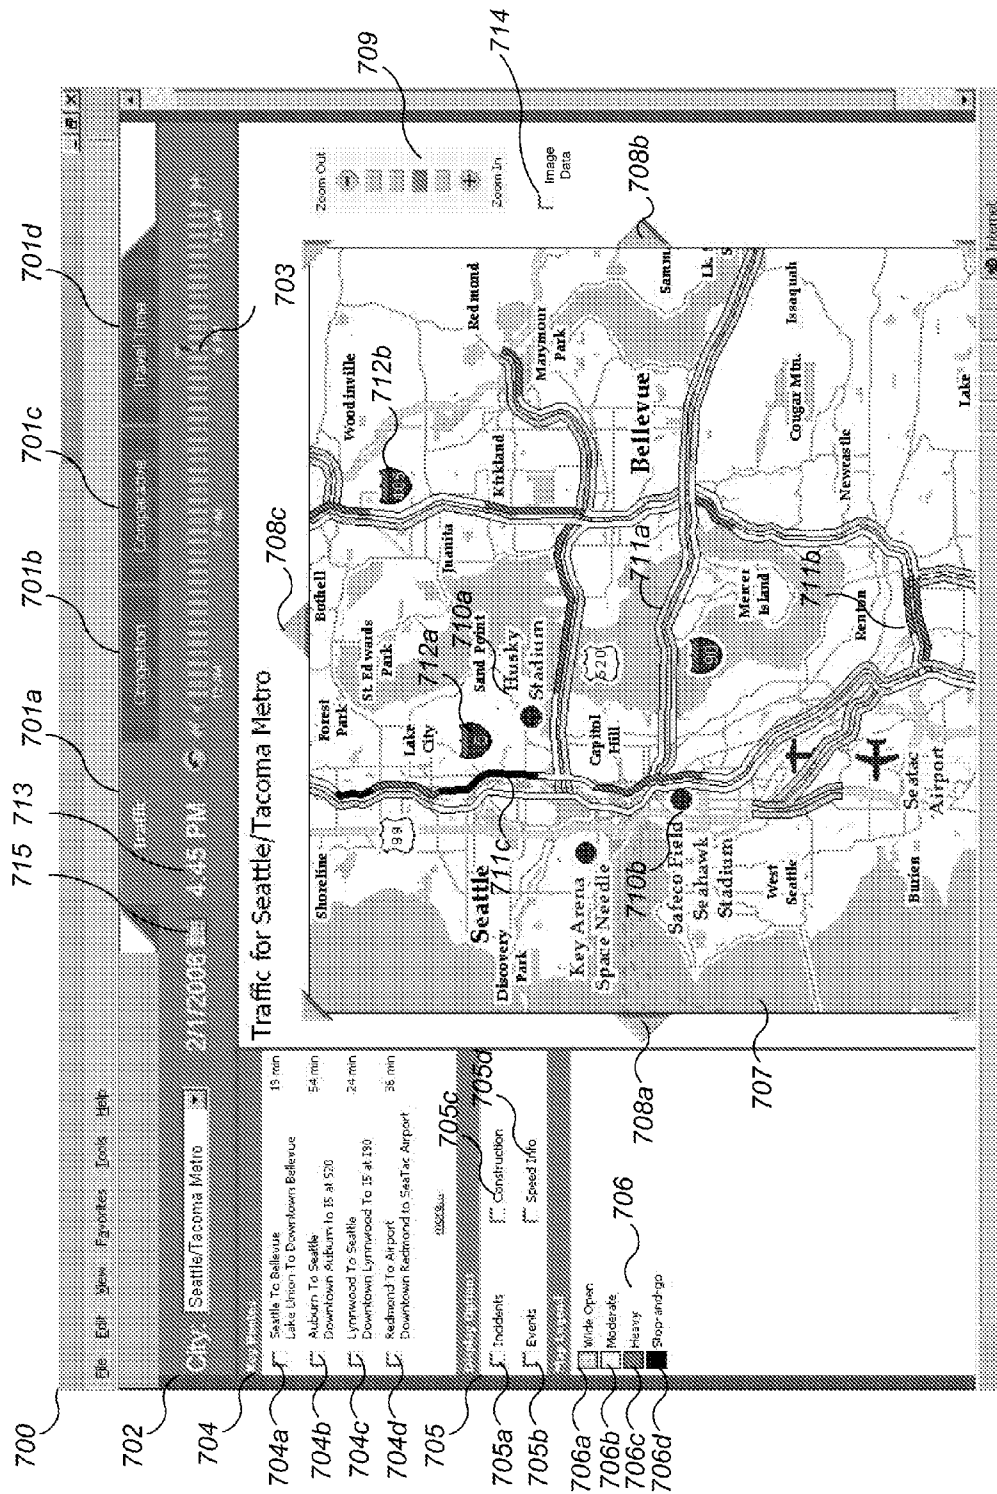 700
File Edit View Favorites Tools Help
702
City: Seattle/Tacoma Metro
2/1/2006
4:45 PM
715
713
701a
701b
701c
701d
703
Traffic
704
704a
Seattle To Bellevue
Lake Union To Downtown Bellevue
19 min
704b
Auburn To Seattle
Downtown Auburn to I5 at 520
54 min
704c
Lynnwood To Seattle
Downtown Lynnwood To I5 at I90
24 min
704d
Redmond To Airport
Downtown Redmond to SeaTac Airport
36 min
more...
705
705a
Incidents
Construction
705c
705b
Events
Speed Info
705d
706
706a
Wide Open
706b
Moderate
706c
Heavy
706d
Stop-and-go
Traffic for Seattle/Tacoma Metro
708c
709
Zoom Out
Zoom In
714
Image
Data
708b
708a
707
Shoreline
Forest
Park
Bothell
Woodinville
99
Lake
City
St. Edwards
Park
Juanita
712a
712b
710a
Sand Point
Kirkland
Redmond
Seattle
711c
Husky
Stadium
Marymour
Park
Discovery
Park
Key Arena
Space Needle
Capitol
Hill
520
Bellevue
711a
Samm.
Lk. S
710b
Safeco Field
Seahawk
Stadium
90
Mercer
Island
West
Seattle
Cougar Mtn.
Issaquah
711b
Renton
Newcastle
Burien
Seatac
Airport
Lake
Internet